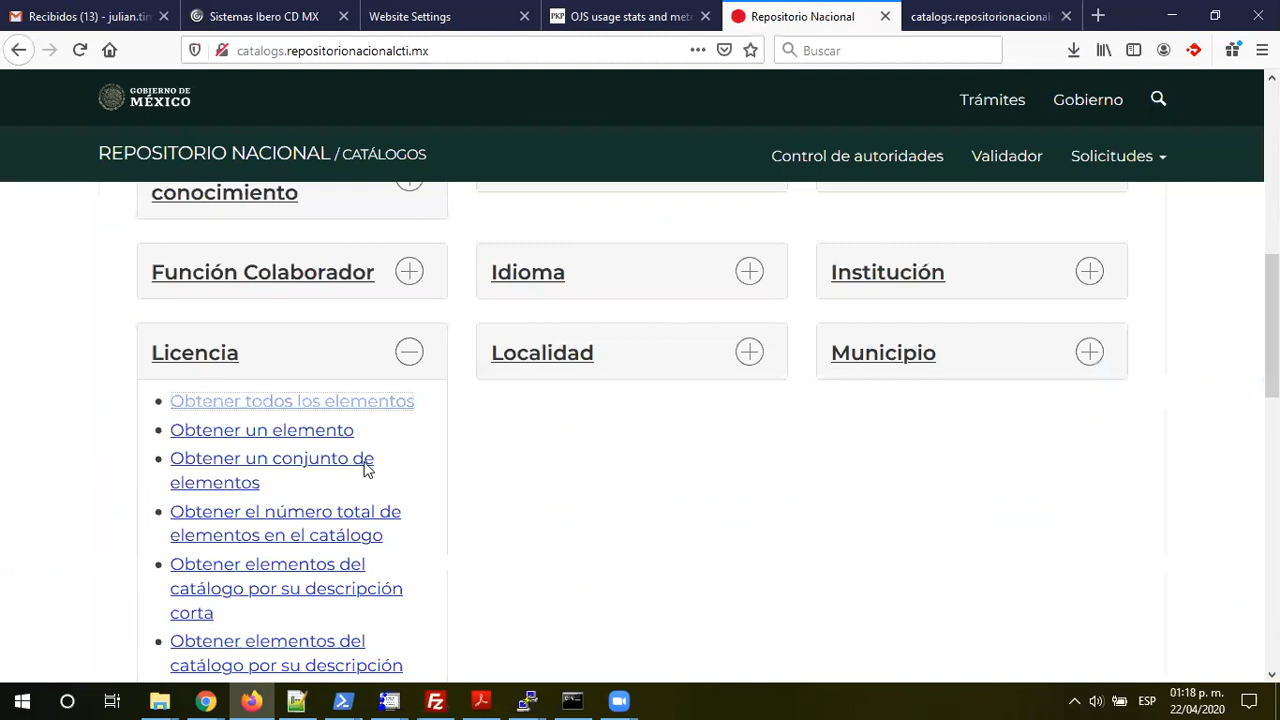 Recibidos (13) - julian.tim
Sistemas Ibero CD MX
Website Settings
PKP
OJS usage stats and met
Repositorio Nacional
catalogs.repositorionacional
catalogs.repositorionacionalcti.mx
Buscar
GOBIERNO DE
MÉXICO
Trámites
Gobierno
REPOSITORIO NACIONAL / CATÁLOGOS
Control de autoridades
Validador
Solicitudes
conocimiento
Función Colaborador
Idioma
Institución
Licencia
Localidad
Municipio
Obtener todos los elementos
Obtener un elemento
Obtener un conjunto de
elementos
Obtener el número total de
elementos en el catálogo
Obtener elementos del
catálogo por su descripción
corta
Obtener elementos del
catálogo por su descripción
ESP
01:18 p. m.
22/04/2020